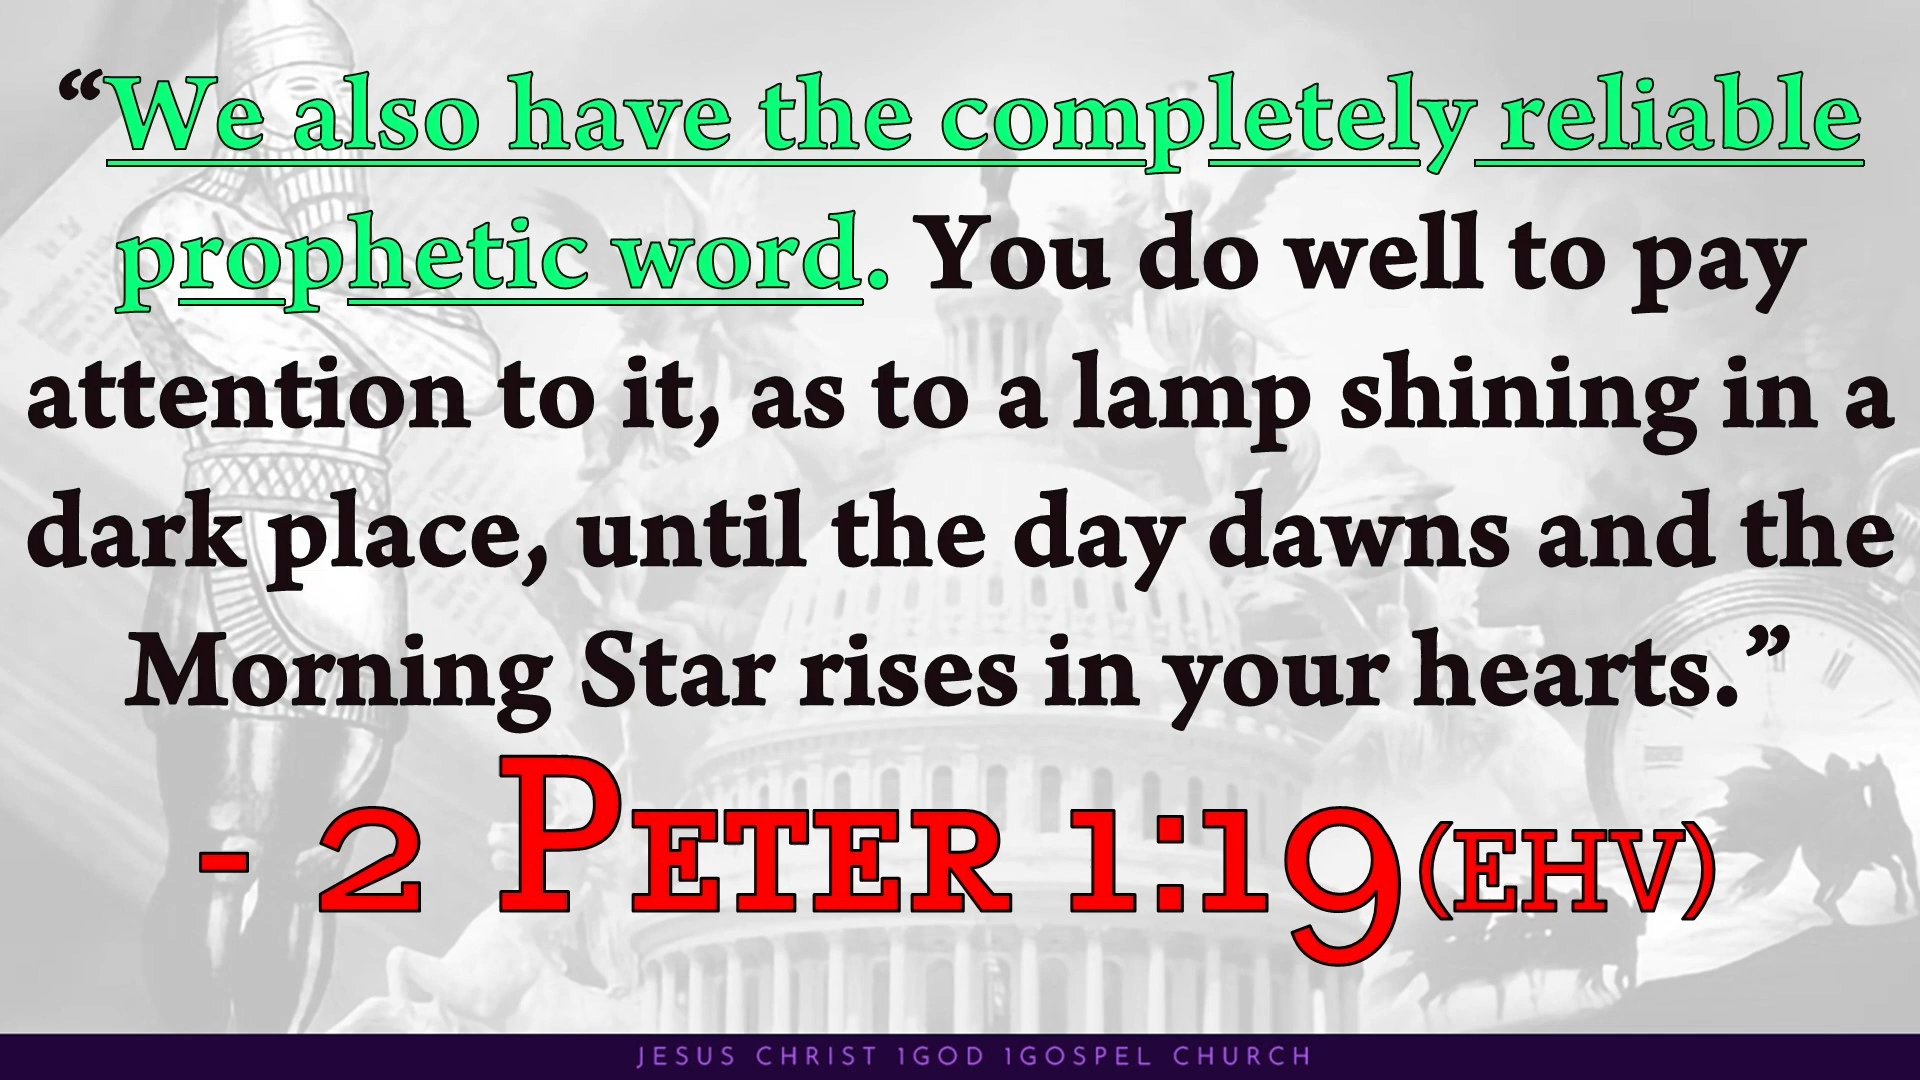 “We also have the completely reliable
prophetic word. You do well to pay
attention to it, as to a lamp shining in a
dark place, until the day dawns and the
Morning Star rises in your hearts.”
- 2 Peter 1:19 (EHV)
JESUS CHRIST 1GOD 1GOSPEL CHURCH